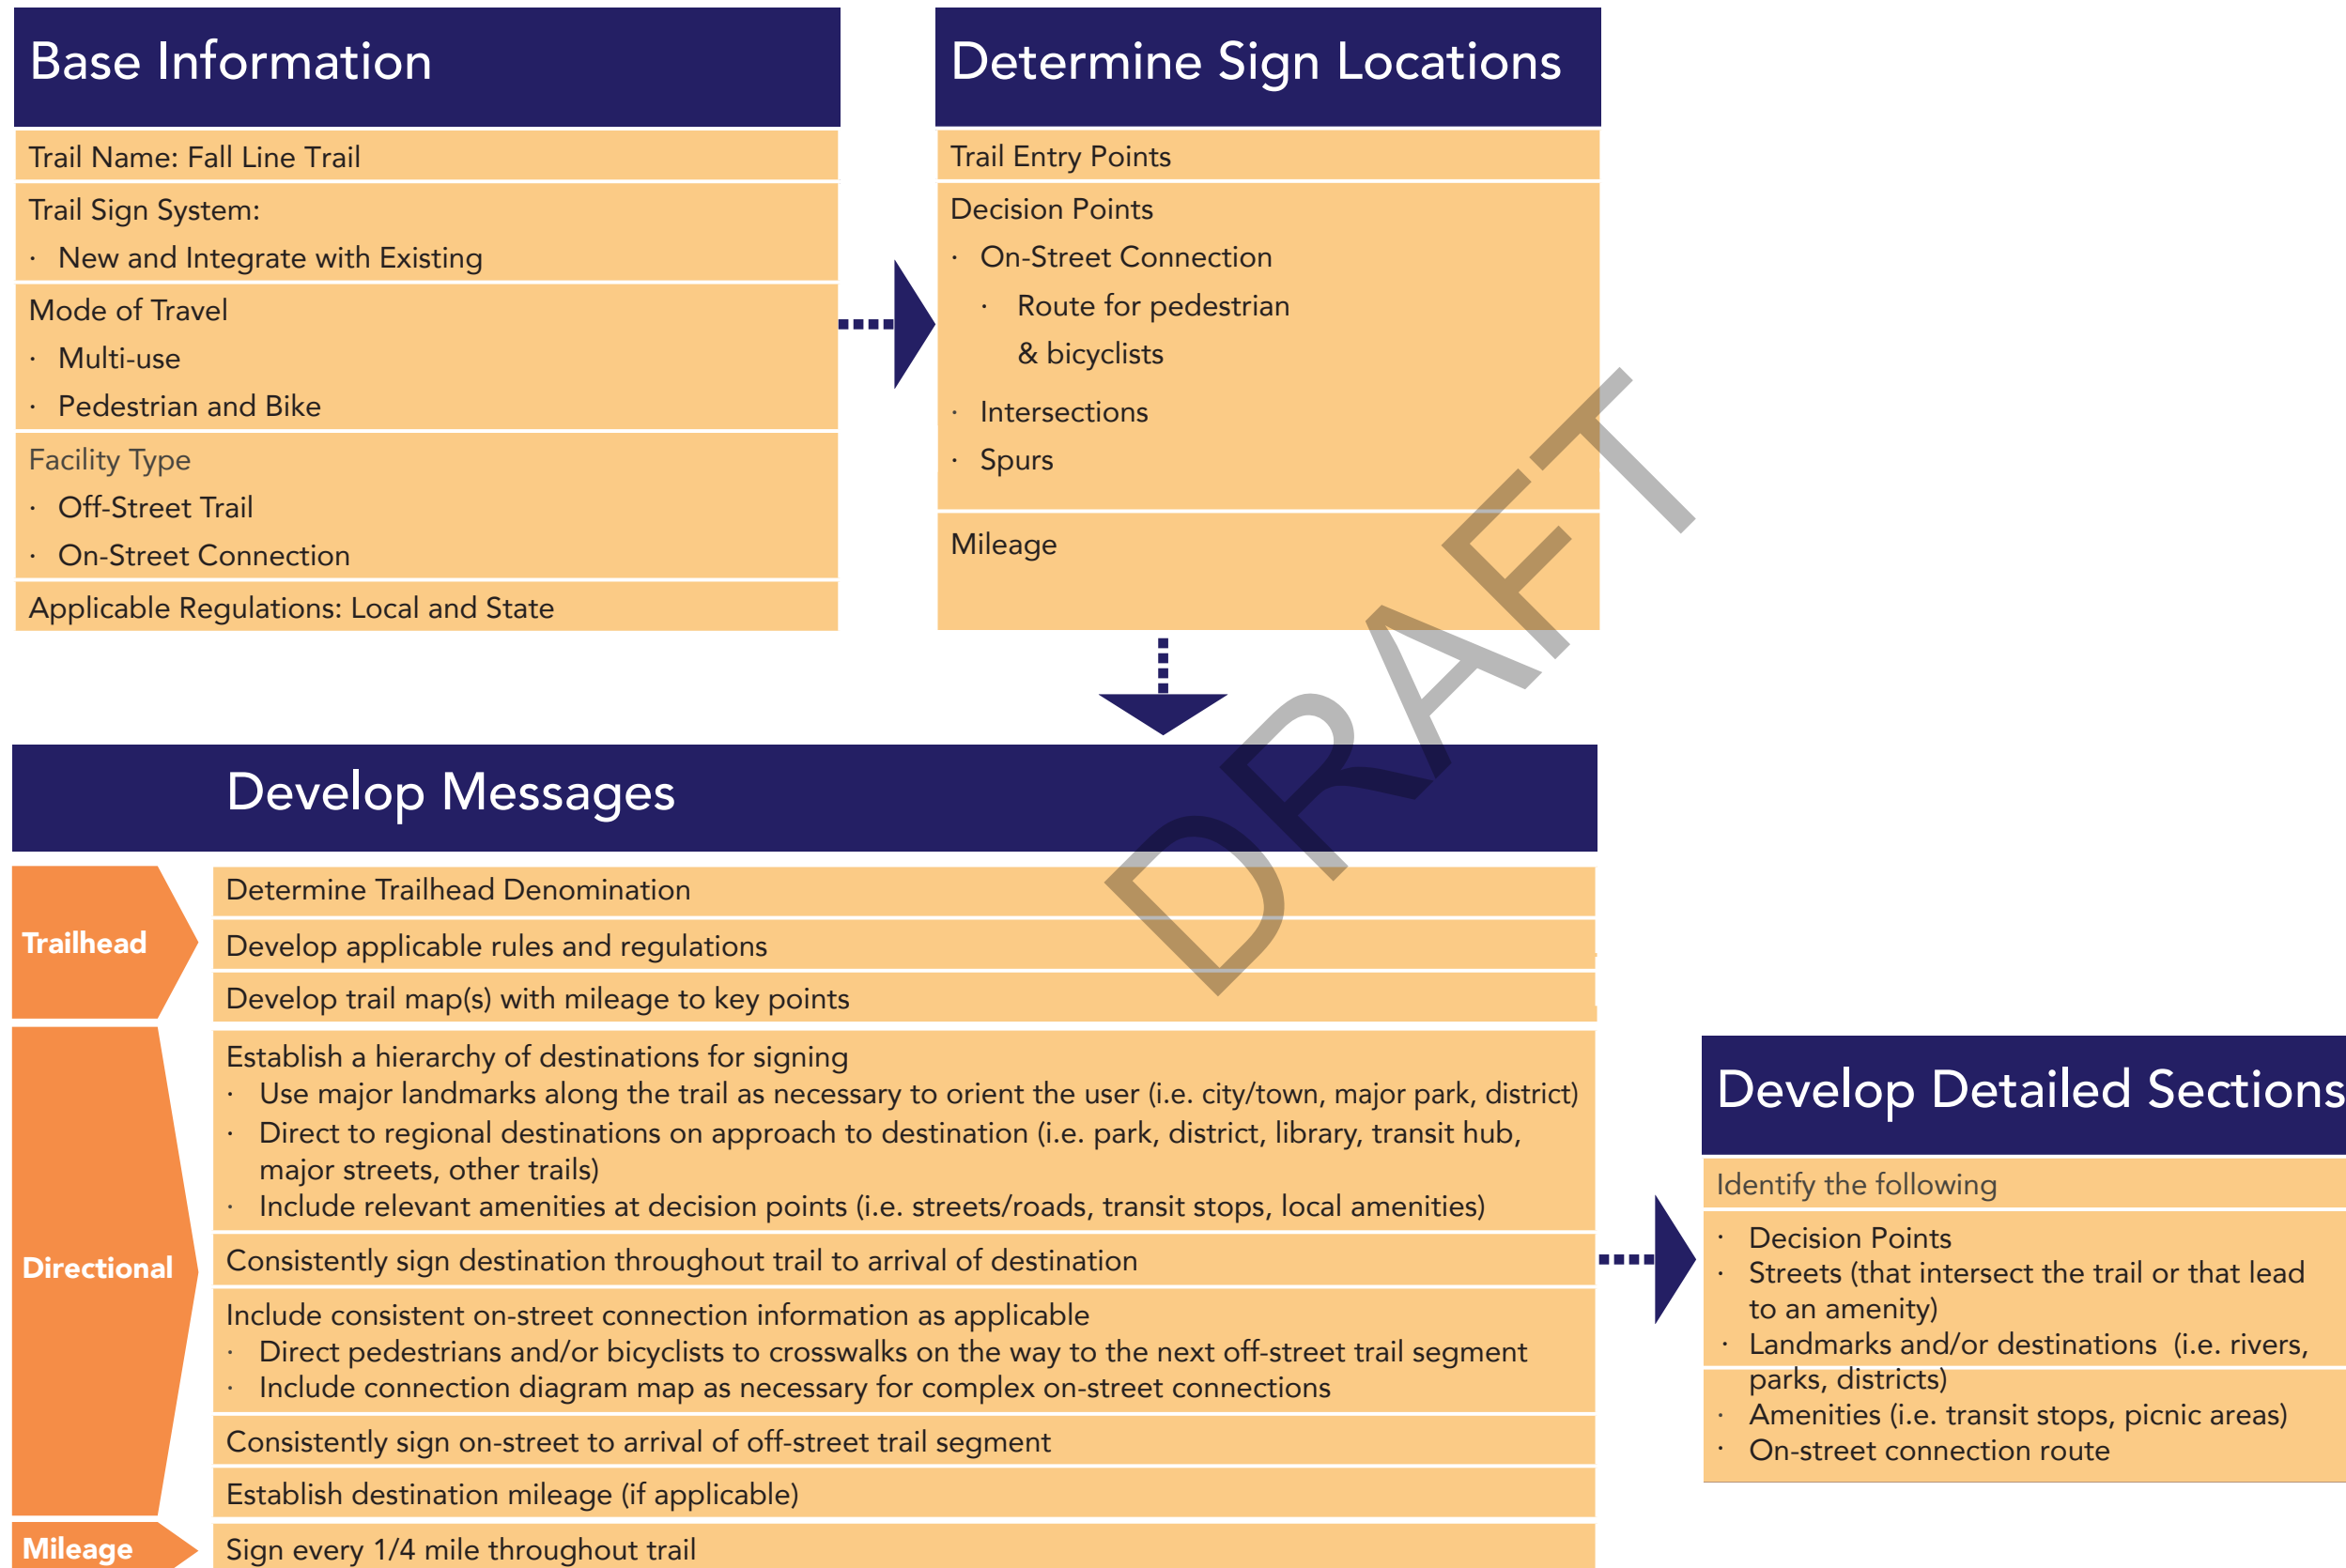 Base Information
Trail Name: Fall Line Trail
Trail Sign System:
· New and Integrate with Existing
Mode of Travel
· Multi-use
· Pedestrian and Bike
Facility Type
· Off-Street Trail
· On-Street Connection
Applicable Regulations: Local and State
Determine Sign Locations
Trail Entry Points
Decision Points
· On-Street Connection
· Route for pedestrian
& bicyclists
· Intersections
· Spurs
Mileage
DRAFT
Develop Messages
Trailhead
Determine Trailhead Denomination
Develop applicable rules and regulations
Develop trail map(s) with mileage to key points
Directional
Establish a hierarchy of destinations for signing
· Use major landmarks along the trail as necessary to orient the user (i.e. city/town, major park, district)
· Direct to regional destinations on approach to destination (i.e. park, district, library, transit hub,
major streets, other trails)
· Include relevant amenities at decision points (i.e. streets/roads, transit stops, local amenities)
Consistently sign destination throughout trail to arrival of destination
Include consistent on-street connection information as applicable
· Direct pedestrians and/or bicyclists to crosswalks on the way to the next off-street trail segment
· Include connection diagram map as necessary for complex on-street connections
Consistently sign on-street to arrival of off-street trail segment
Establish destination mileage (if applicable)
Mileage
Sign every 1/4 mile throughout trail
Develop Detailed Sections
Identify the following
· Decision Points
· Streets (that intersect the trail or that lead
to an amenity)
· Landmarks and/or destinations (i.e. rivers,
parks, districts)
· Amenities (i.e. transit stops, picnic areas)
· On-street connection route